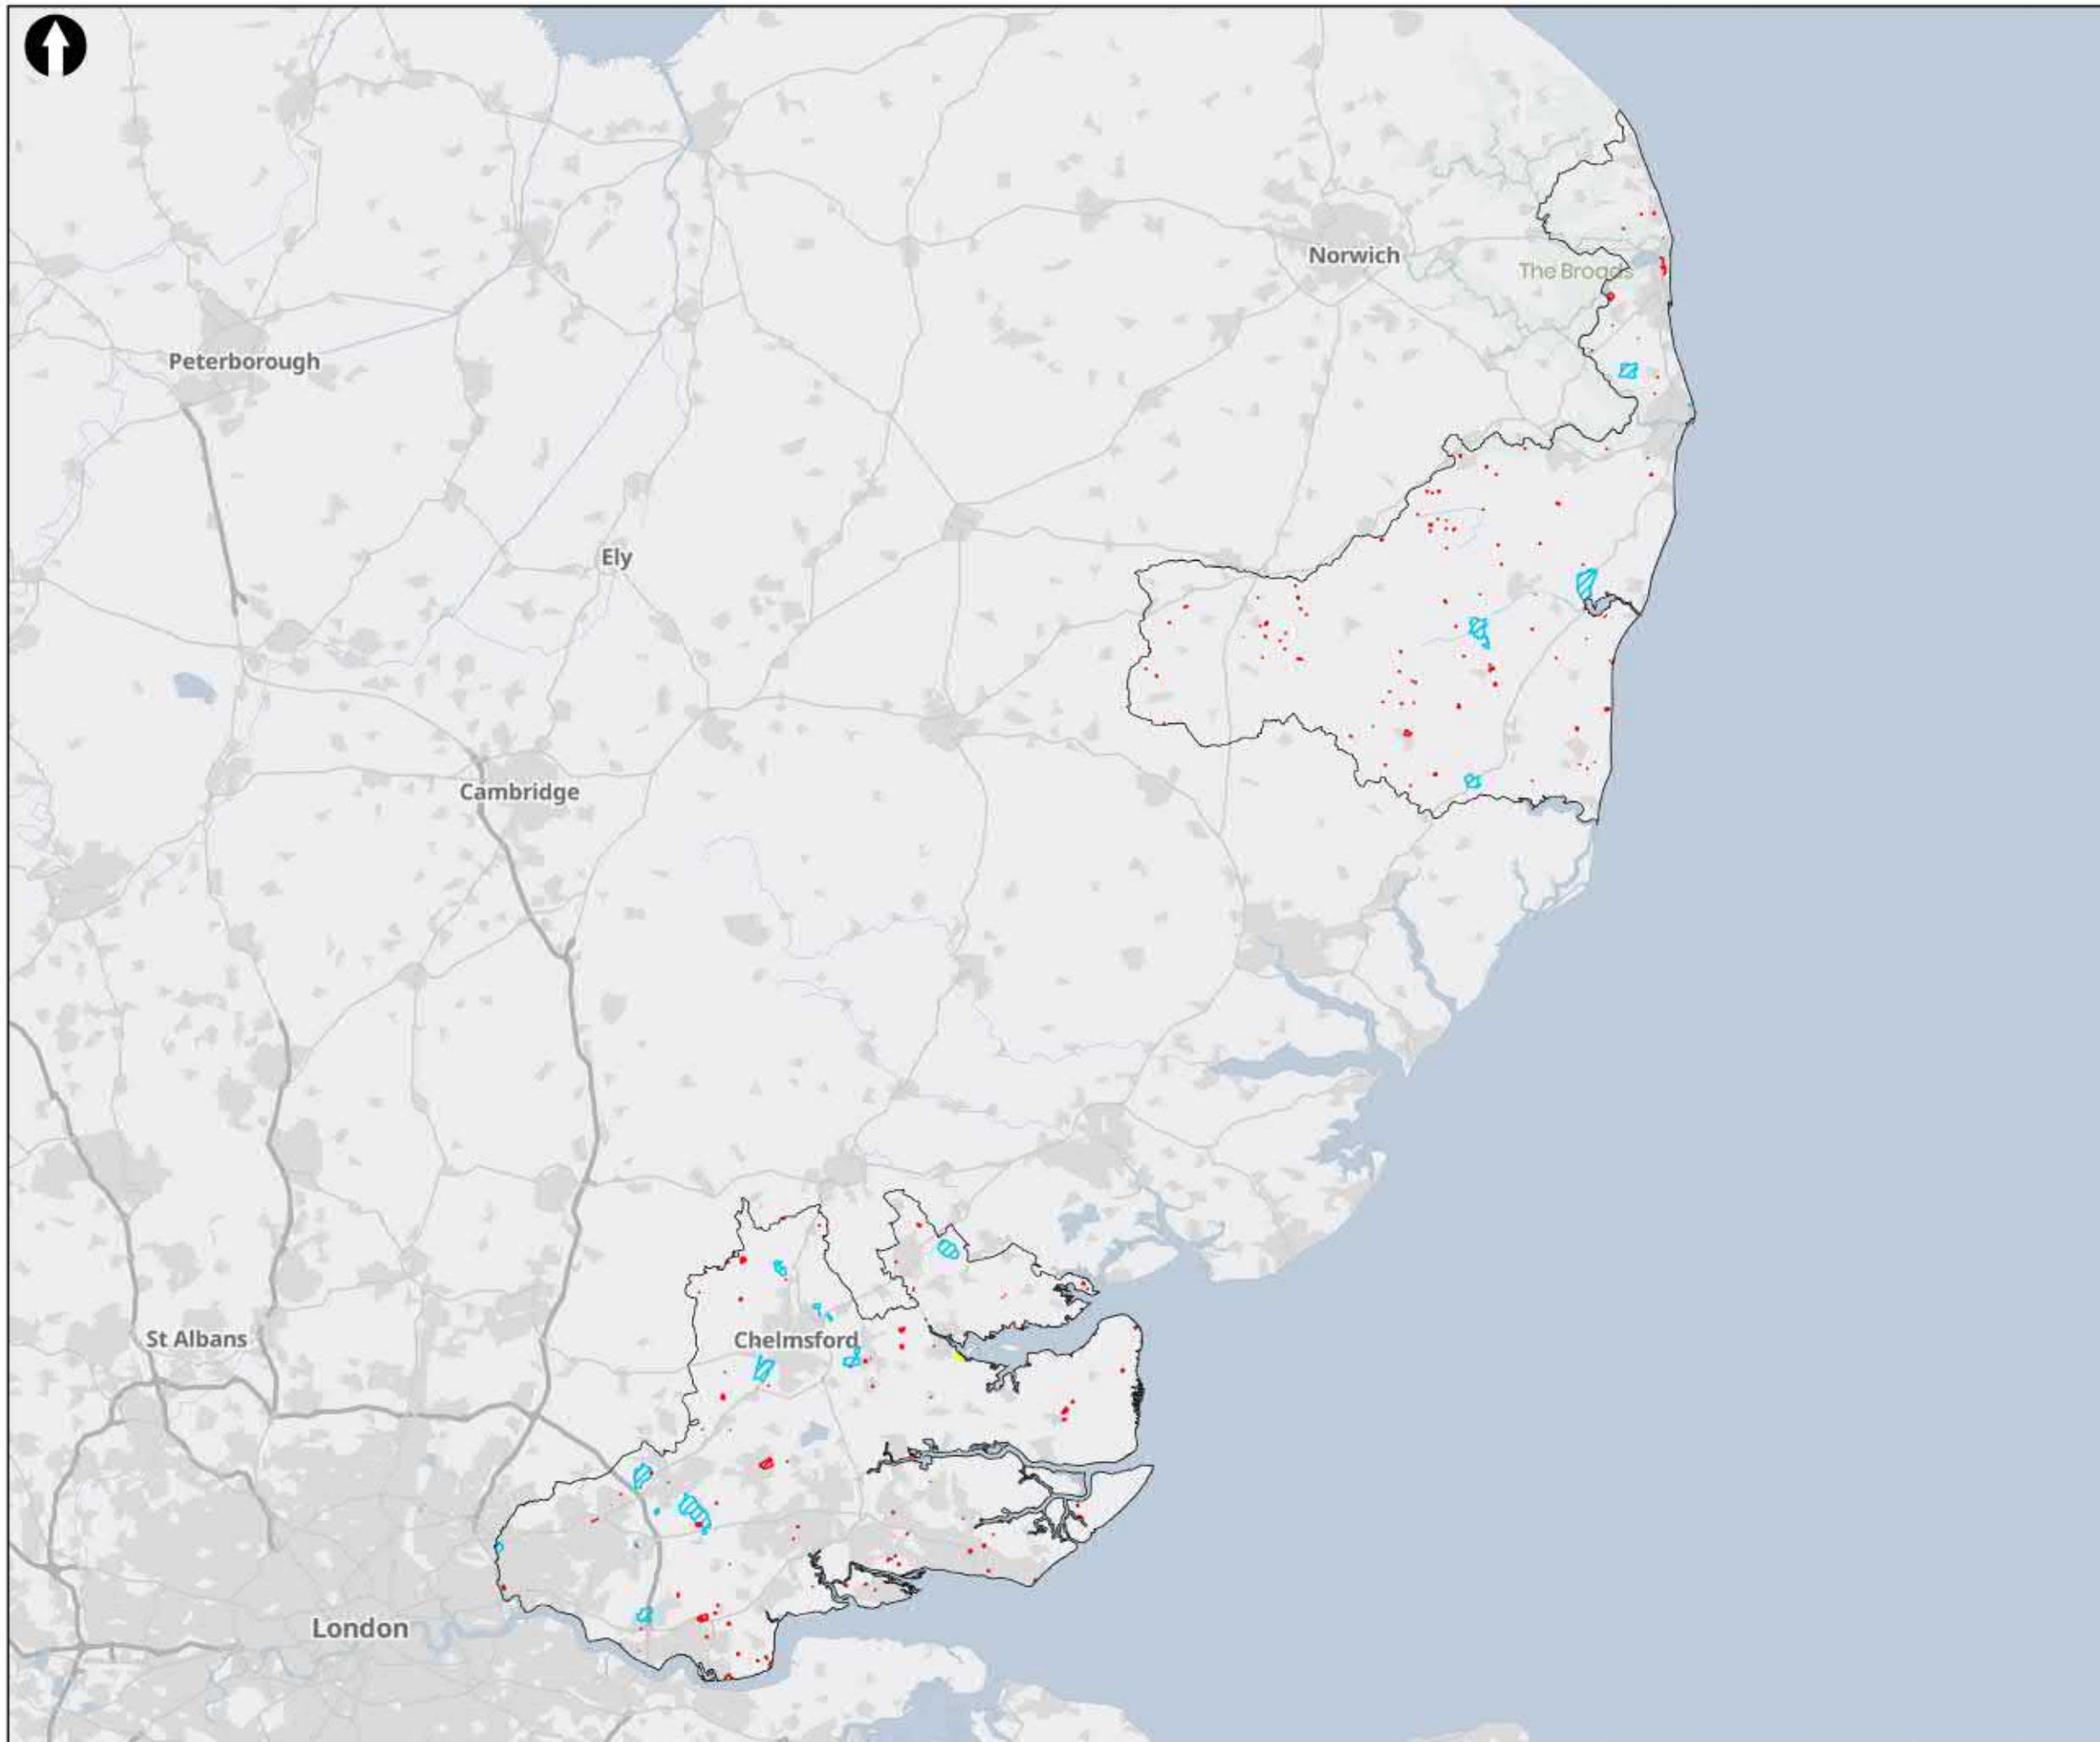 Norwich
The Broads
Peterborough
Ely
Cambridge
St Albans
Chelmsford
London